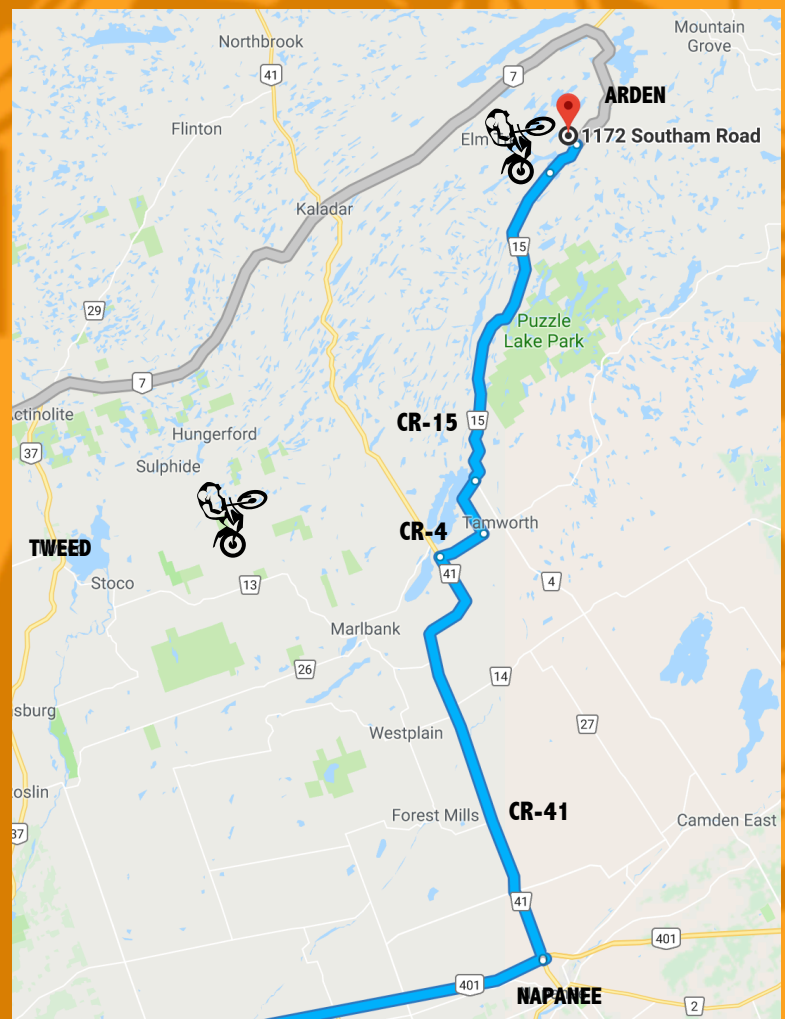 Northbrook
Mountain
Grove
41
7
ARDEN
Flinton
Elm
1172 Southam Road
Kaladar
15
29
Puzzle
Lake Park
7
ctinolite
CR-15
15
Hungerford
37
Sulphide
CR-4
Tamworth
TWEED
41
4
Stoco
13
Marlbank
26
14
sburg
27
Westplain
oslin
CR-41
Forest Mills
Camden East
37
41
401
401
NAPANEE
2